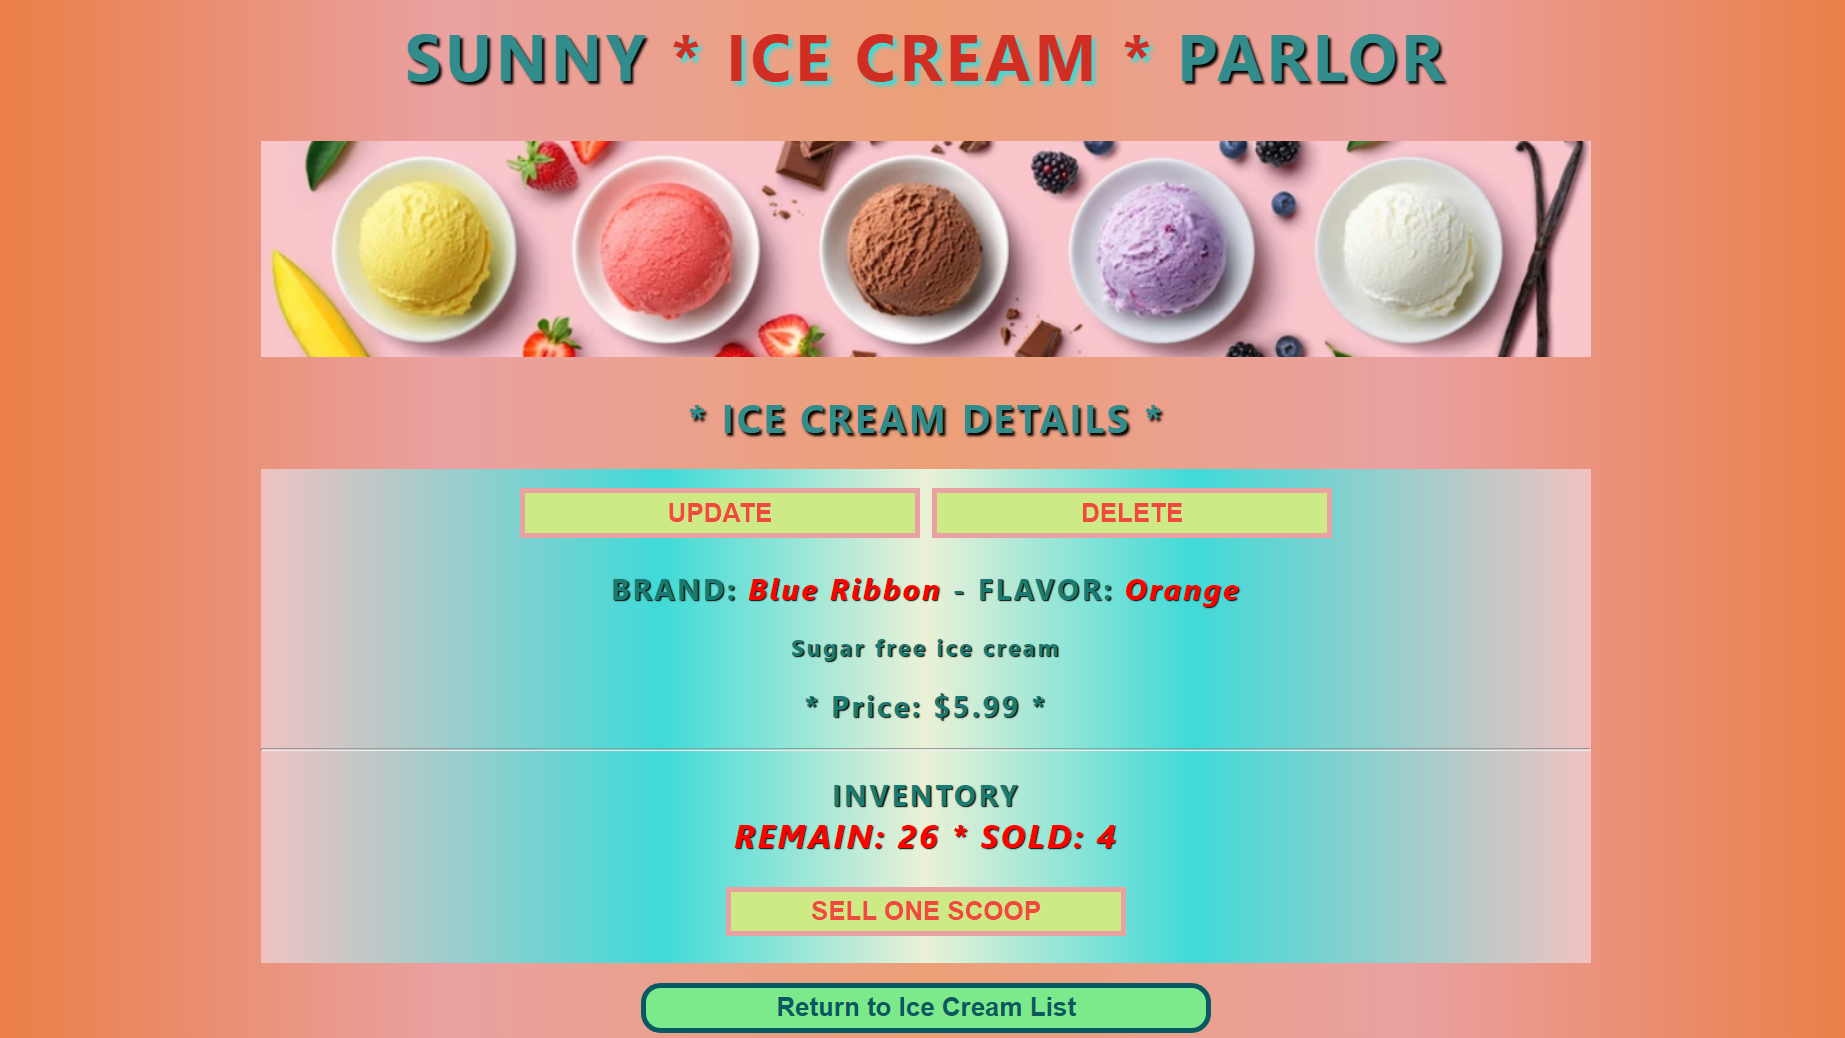 SUNNY * ICE CREAM * PARLOR
* ICE CREAM DETAILS *
UPDATE DELETE
BRAND: Blue Ribbon - FLAVOR: Orange
Sugar free ice cream
* Price: $5.99 *
INVENTORY
REMAIN: 26 * SOLD: 4
SELL ONE SCOOP
Return to Ice Cream List